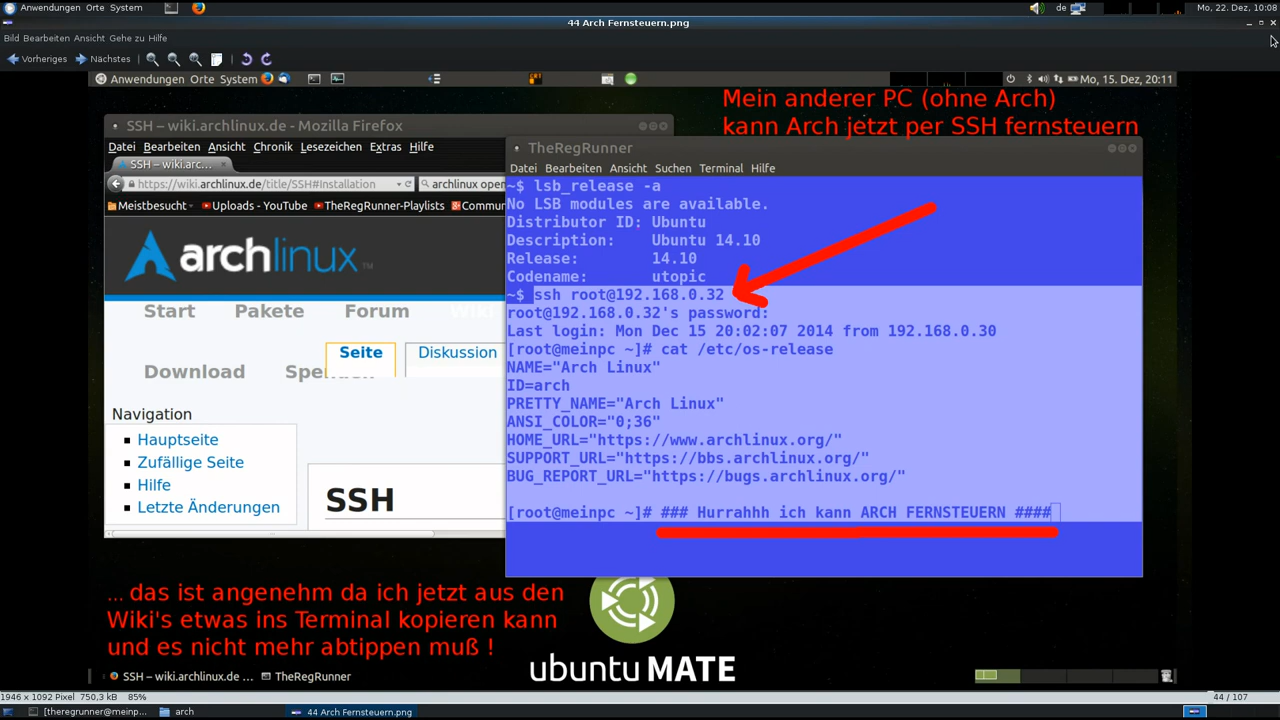 Anwendungen Orte System
de
Mo, 22. Dez, 10:08
44 Arch Fernsteuern.png
Bild Bearbeiten Ansicht Gehe zu Hilfe
Vorheriges Nächstes
Anwendungen Orte System
Mo, 15. Dez, 20:11
Mein anderer PC (ohne Arch)
kann Arch jetzt per SSH fernsteuern
SSH – wiki.archlinux.de - Mozilla Firefox
Datei Bearbeiten Ansicht Chronik Lesezeichen Extras Hilfe
SSH – wiki.arc...
https://wiki.archlinux.de/title/SSH#Installation
archlinux open
Meistbesucht Uploads - YouTube TheRegRunner-Playlists Commun
archlinux™
Start Pakete Forum Wiki
Download Spenden
Seite Diskussion
Navigation
Hauptseite
Zufällige Seite
Hilfe
Letzte Änderungen
SSH
TheRegRunner
Datei Bearbeiten Ansicht Suchen Terminal Hilfe
~$ lsb_release -a
No LSB modules are available.
Distributor ID: Ubuntu
Description: Ubuntu 14.10
Release: 14.10
Codename: utopic
~$ ssh root@192.168.0.32
root@192.168.0.32's password:
Last login: Mon Dec 15 20:02:07 2014 from 192.168.0.30
[root@meinpc ~]# cat /etc/os-release
NAME="Arch Linux"
ID=arch
PRETTY_NAME="Arch Linux"
ANSI_COLOR="0;36"
HOME_URL="https://www.archlinux.org/"
SUPPORT_URL="https://bbs.archlinux.org/"
BUG_REPORT_URL="https://bugs.archlinux.org/"
[root@meinpc ~]# ### Hurrahhh ich kann ARCH FERNSTEUERN ####
... das ist angenehm da ich jetzt aus den
Wiki's etwas ins Terminal kopieren kann
und es nicht mehr abtippen muß !
ubuntu MATE
SSH – wiki.archlinux.de ... TheRegRunner
1946 x 1092 Pixel 750,3 kB 85%
44 / 107
[theregrunner@meinp... arch 44 Arch Fernsteuern.png